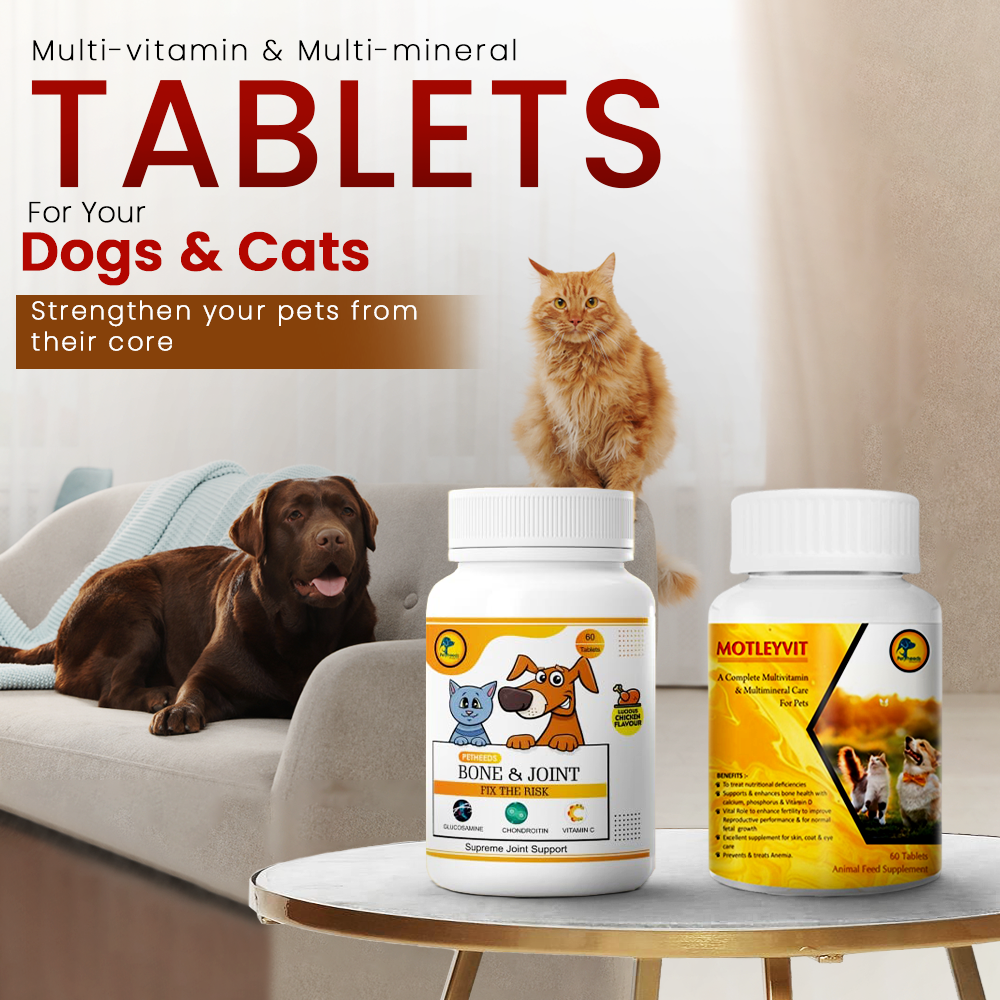 Multi-vitamin & Multi-mineral
TABLETS
For Your
Dogs & Cats
Strengthen your pets from
their core
60
Tablets
LUCIOUS
CHICKEN
FLAVOUR
PETHEEDS
BONE & JOINT
FIX THE RISK
GLUCOSAMINE
CHONDROITIN
VITAMIN C
Supreme Joint Support
MOTLEYVIT
A Complete Multivitamin
& Multimineral Care
For Pets
BENEFITS :-
To treat nutritional deficiencies
Supports & enhances bone health with
calcium, phosphorus & Vitamin D
Vital Role to enhance fertility to improve
Reproductive performance & for normal
fetal growth
Excellent supplement for skin, coat & eye
care
Prevents & treats Anemia.
60 Tablets
Animal Feed Supplement